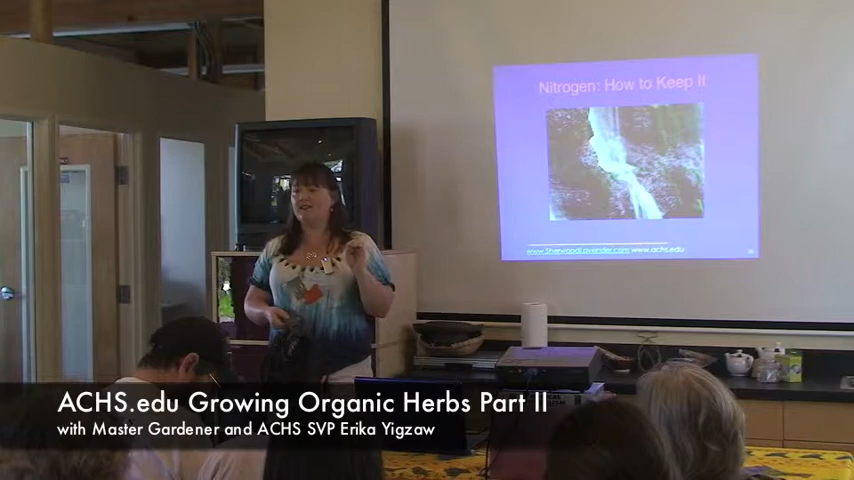 Nitrogen: How to Keep It
www.SherwoodLavender.com www.achs.edu
ACHS.edu Growing Organic Herbs Part II
with Master Gardener and ACHS SVP Erika Yigzaw